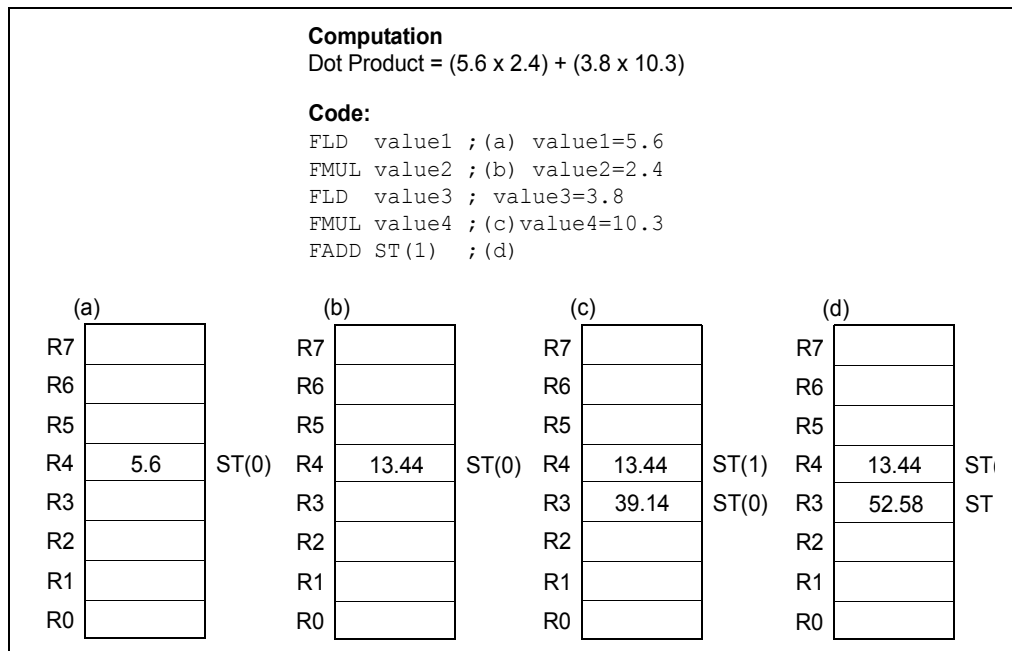 Computation
Dot Product = (5.6 x 2.4) + (3.8 x 10.3)
Code:
FLD value1 ;(a) value1=5.6
FMUL value2 ;(b) value2=2.4
FLD value3 ; value3=3.8
FMUL value4 ;(c)value4=10.3
FADD ST(1) ;(d)
(a) (b) (c) (d)
R7 R7 R7 R7
R6 R6 R6 R6
R5 R5 R5 R5
R4 5.6 ST(0) R4 13.44 ST(0) R4 13.44 ST(1) R4 13.44 ST(
R3 R3 R3 39.14 ST(0) R3 52.58 ST
R2 R2 R2 R2
R1 R1 R1 R1
R0 R0 R0 R0